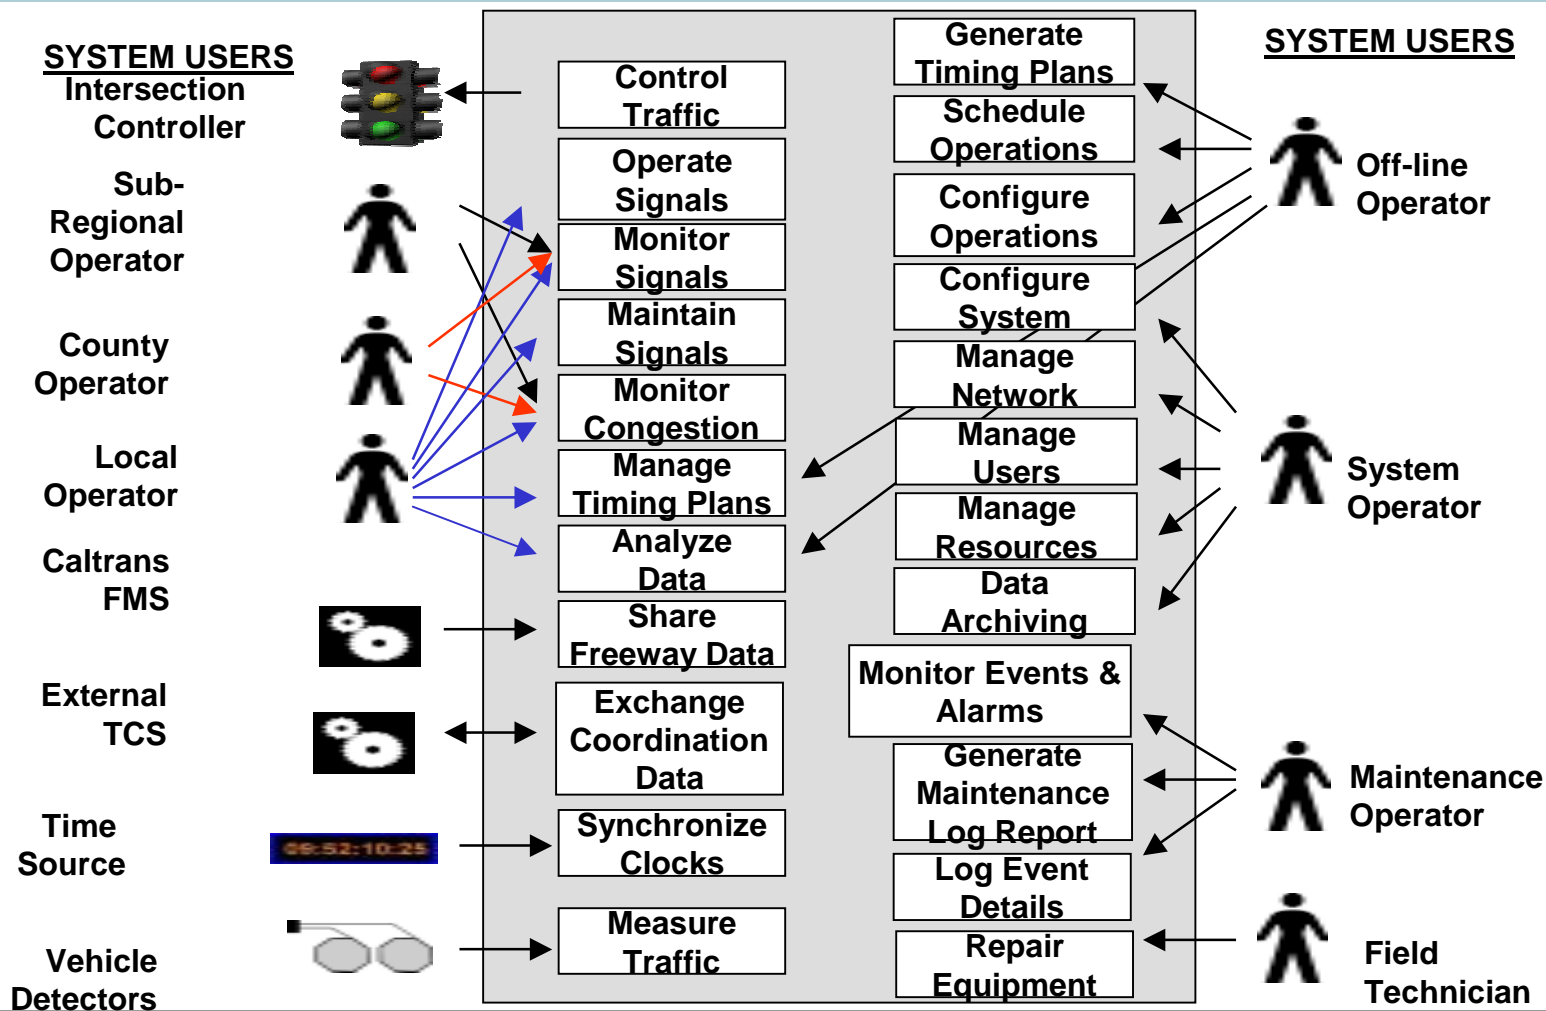 SYSTEM USERS
Intersection
Controller
Sub-
Regional
Operator
County
Operator
Local
Operator
Caltrans
FMS
External
TCS
Time
Source
Vehicle
Detectors
09:52:10:25
Control
Traffic
Operate
Signals
Monitor
Signals
Maintain
Signals
Monitor
Congestion
Manage
Timing Plans
Analyze
Data
Share
Freeway Data
Exchange
Coordination
Data
Synchronize
Clocks
Measure
Traffic
Generate
Timing Plans
Schedule
Operations
Configure
Operations
Configure
System
Manage
Network
Manage
Users
Manage
Resources
Data
Archiving
Monitor Events &
Alarms
Generate
Maintenance
Log Report
Log Event
Details
Repair
Equipment
SYSTEM USERS
Off-line
Operator
System
Operator
Maintenance
Operator
Field
Technician